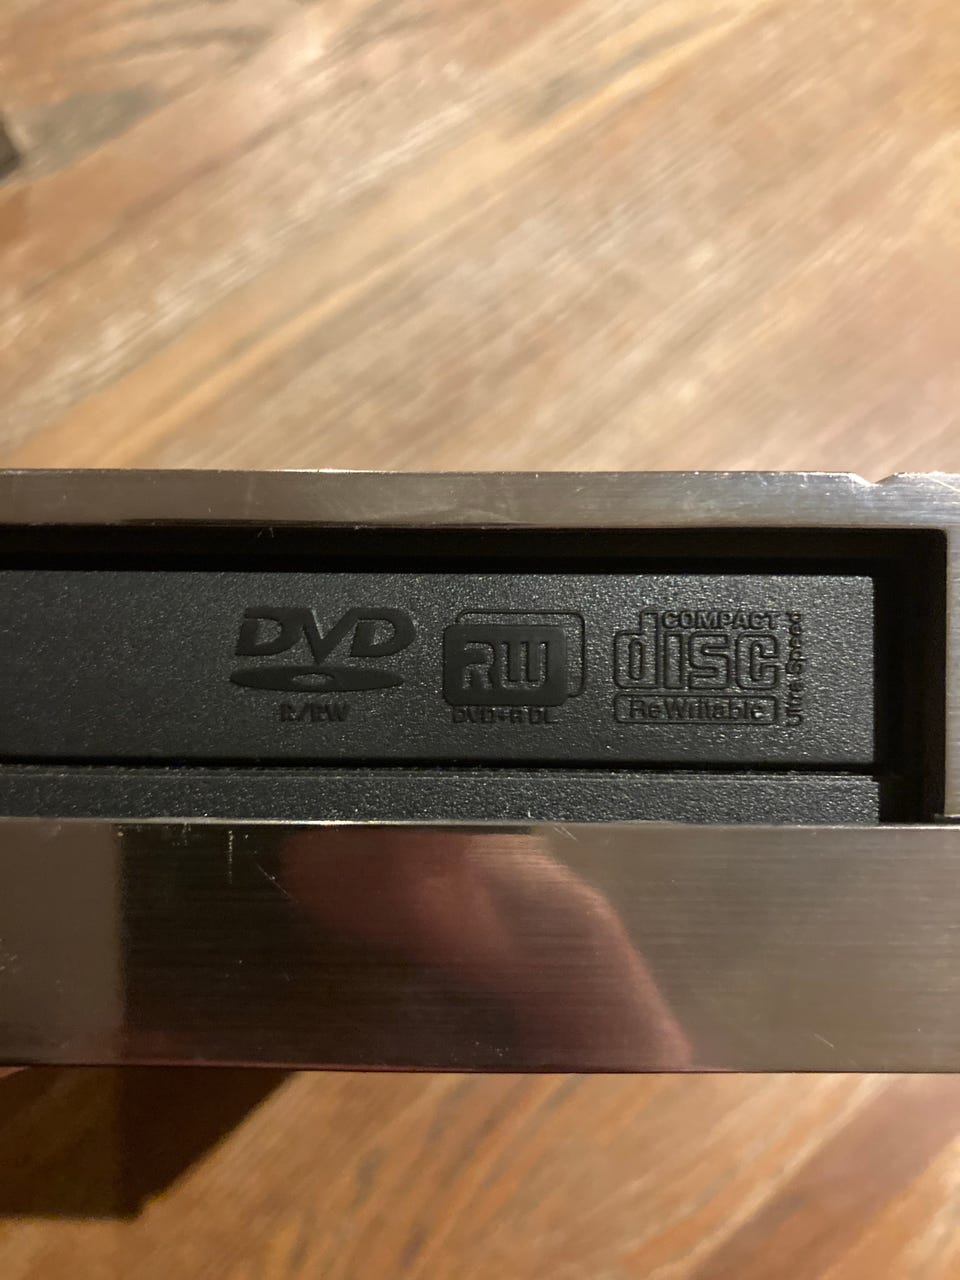 DVD
R/RW
RW
DVD+R DL
COMPACT
disc
ReWritable
Ultra Speed